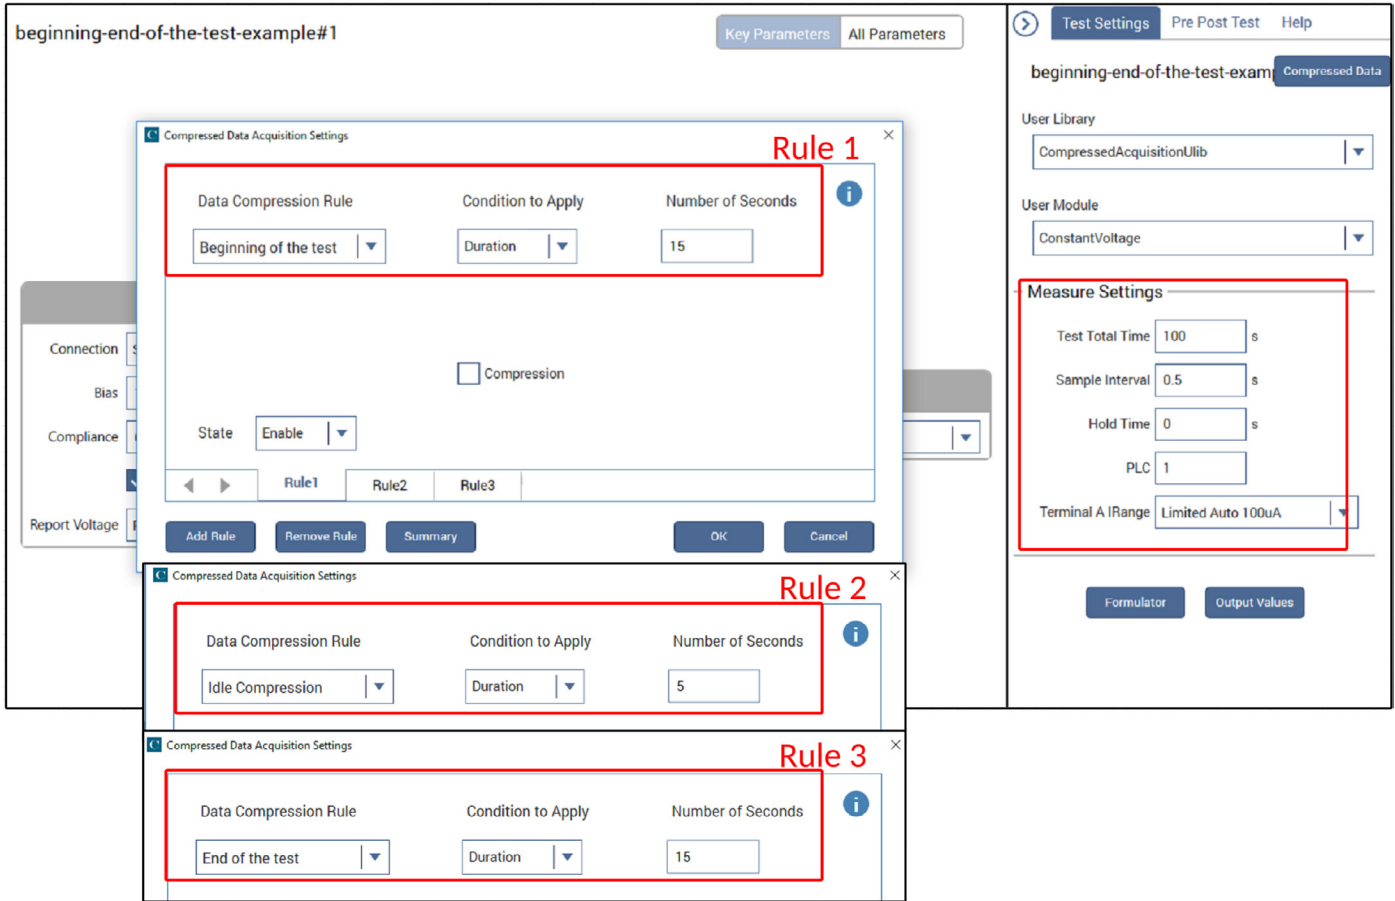 beginning-end-of-the-test-example#1
Key Parameters
All Parameters
Test Settings
Pre Post Test
Help
beginning-end-of-the-test-exam
Compressed Data
User Library
CompressedAcquisitionUlib
User Module
ConstantVoltage
Measure Settings
Test Total Time 100 s
Sample Interval 0.5 s
Hold Time 0 s
PLC 1
Terminal A IRange Limited Auto 100uA
Formulator
Output Values
Connection
Bias
Compliance
Report Voltage
Compressed Data Acquisition Settings
Rule 1
Data Compression Rule
Condition to Apply
Number of Seconds
Beginning of the test
Duration
15
Compression
State Enable
Rule1
Rule2
Rule3
Add Rule
Remove Rule
Summary
OK
Cancel
Compressed Data Acquisition Settings
Rule 2
Data Compression Rule
Condition to Apply
Number of Seconds
Idle Compression
Duration
5
Compressed Data Acquisition Settings
Rule 3
Data Compression Rule
Condition to Apply
Number of Seconds
End of the test
Duration
15